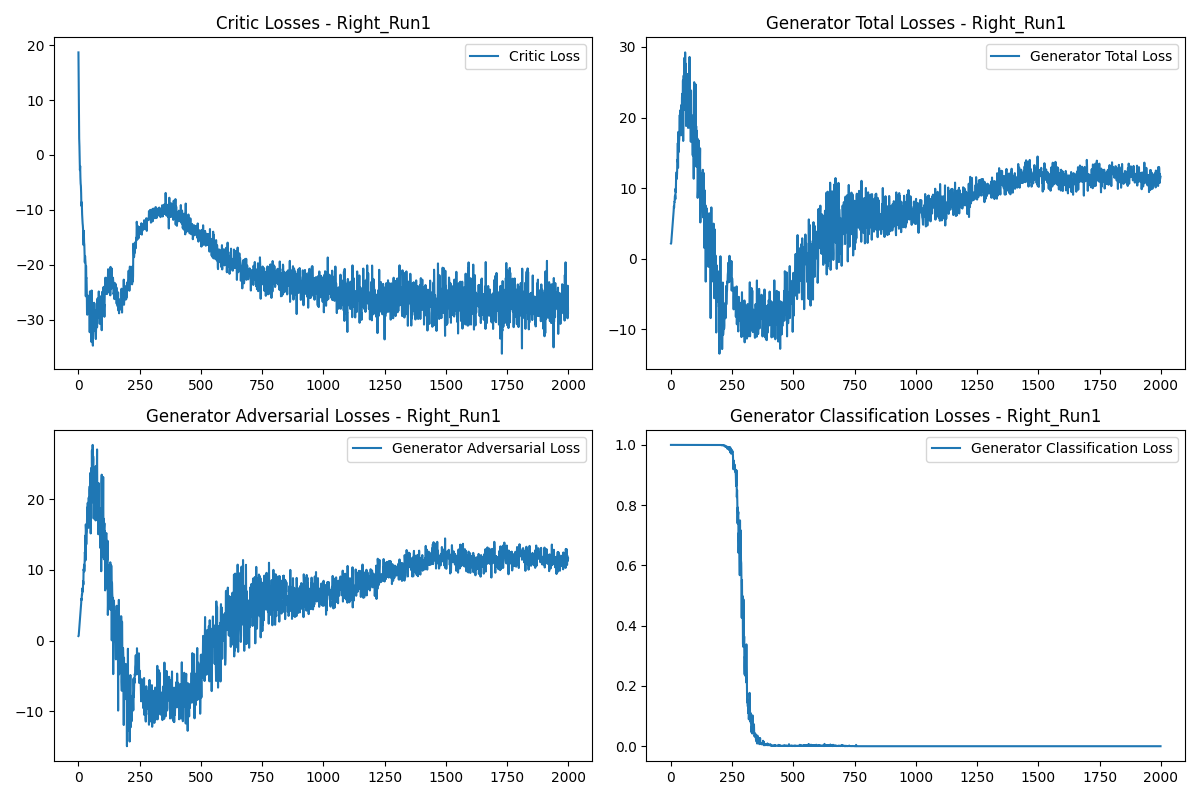 Critic Losses - Right_Run1
Critic Loss
20
10
0
−10
−20
−30
0 250 500 750 1000 1250 1500 1750 2000
Generator Total Losses - Right_Run1
Generator Total Loss
30
20
10
0
−10
0 250 500 750 1000 1250 1500 1750 2000
Generator Adversarial Losses - Right_Run1
Generator Adversarial Loss
20
10
0
−10
0 250 500 750 1000 1250 1500 1750 2000
Generator Classification Losses - Right_Run1
Generator Classification Loss
1.0
0.8
0.6
0.4
0.2
0.0
0 250 500 750 1000 1250 1500 1750 2000